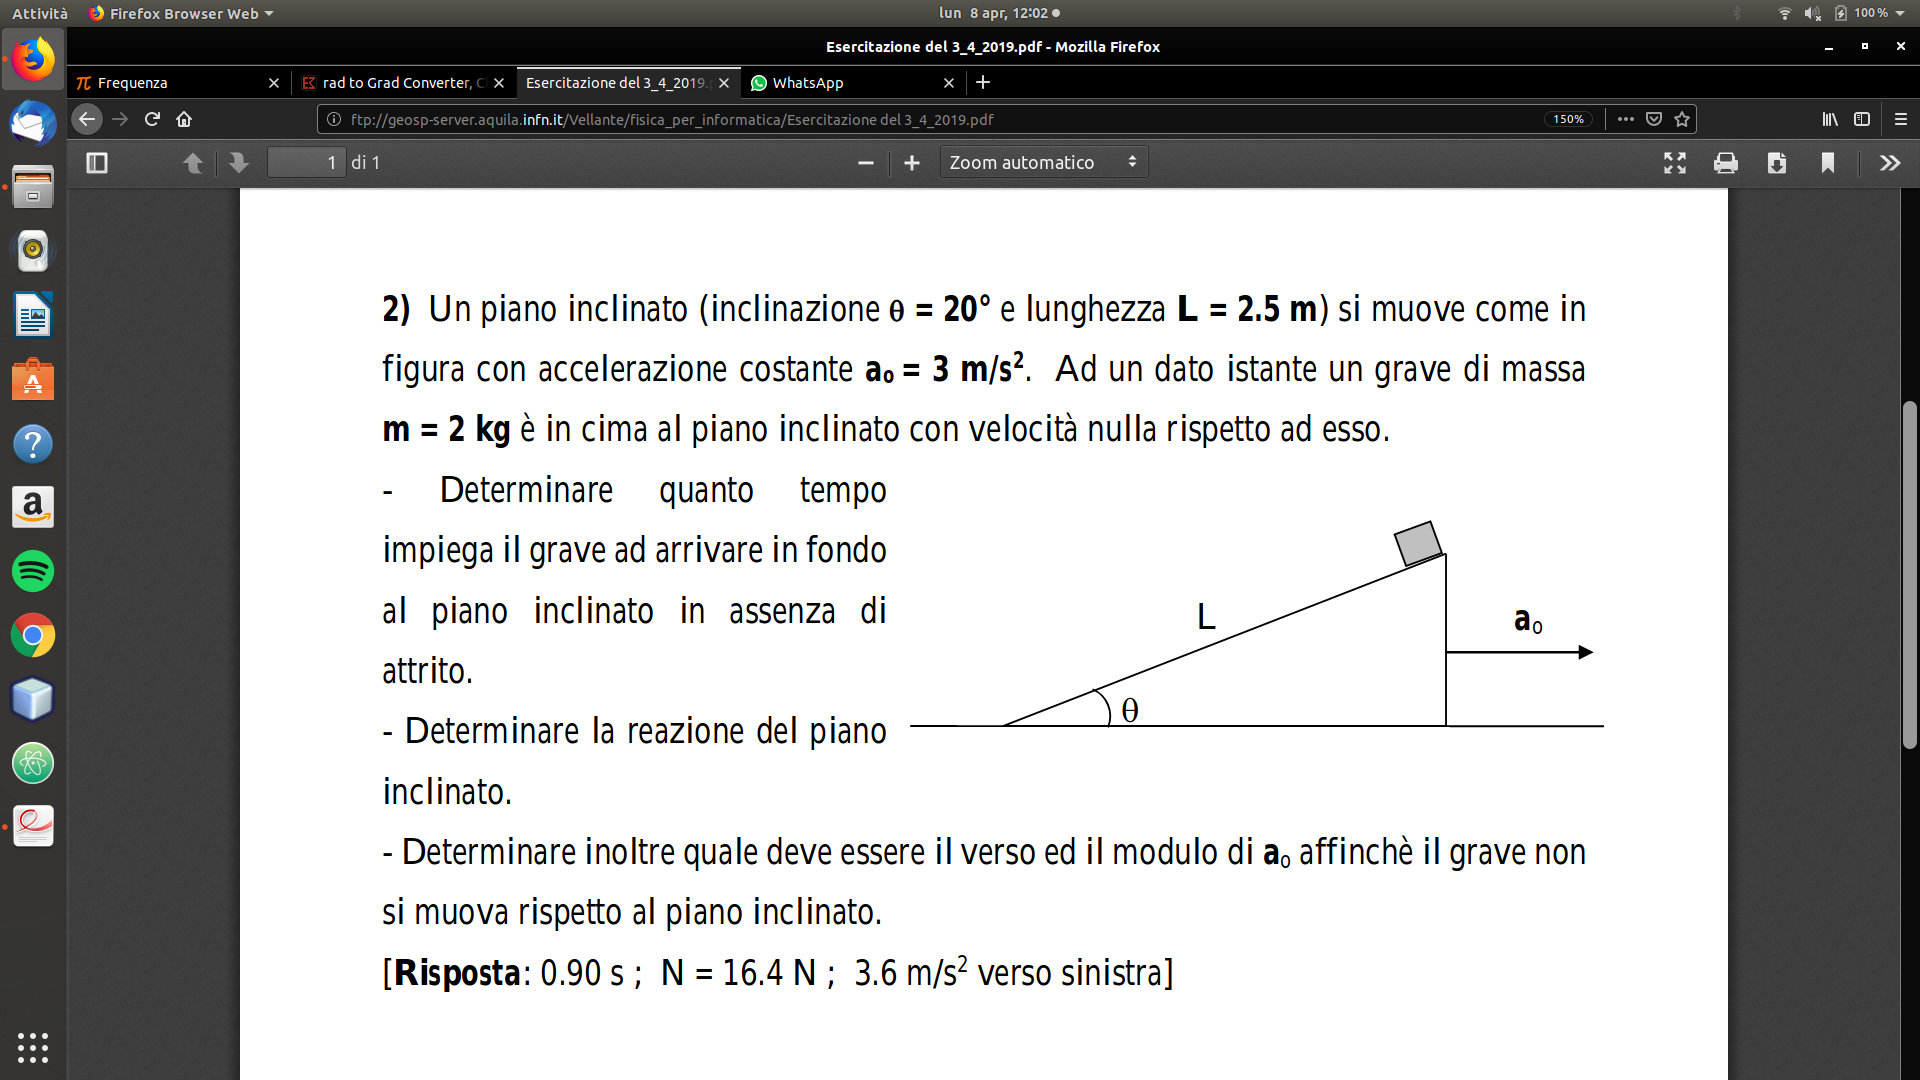 Attività Firefox Browser Web lun 8 apr, 12:02 100 %
Esercitazione del 3_4_2019.pdf - Mozilla Firefox
Frequenza rad to Grad Converter, C Esercitazione del 3_4_2019.p WhatsApp
ftp://geosp-server.aquila.infn.it/Vellante/fisica_per_informatica/Esercitazione del 3_4_2019.pdf 150%
1 di 1 Zoom automatico
2) Un piano inclinato (inclinazione θ = 20° e lunghezza L = 2.5 m) si muove come in
figura con accelerazione costante a₀ = 3 m/s². Ad un dato istante un grave di massa
m = 2 kg è in cima al piano inclinato con velocità nulla rispetto ad esso.
- Determinare quanto tempo
impiega il grave ad arrivare in fondo
al piano inclinato in assenza di
attrito.
- Determinare la reazione del piano
inclinato.
L
a₀
θ
- Determinare inoltre quale deve essere il verso ed il modulo di a₀ affinchè il grave non
si muova rispetto al piano inclinato.
[Risposta: 0.90 s ; N = 16.4 N ; 3.6 m/s² verso sinistra]